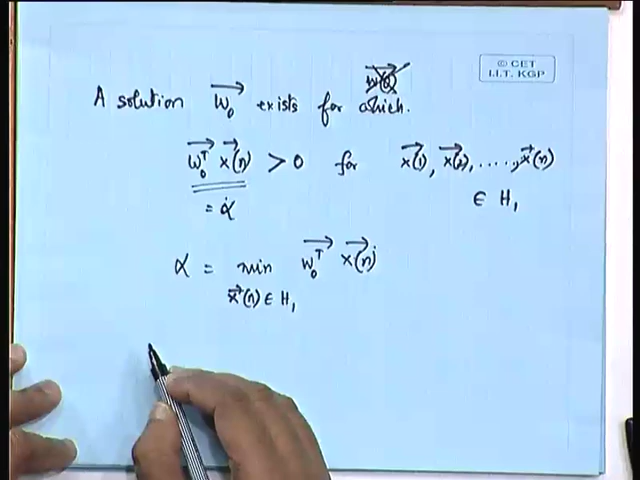 © CET
I.I.T. KGP
A solution w₀ exists for which.
w₀ᵀ x(n) > 0 for x(1), x(2), ....., x(n)
= α ∈ H₁
α = min w₀ᵀ x(n)
x(n) ∈ H₁